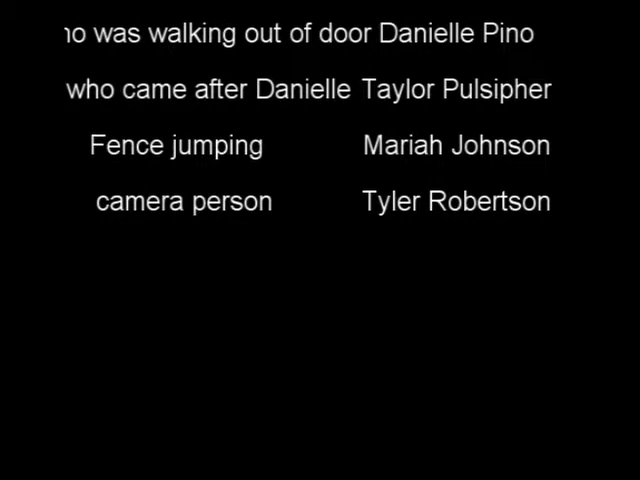 was walking out of door Danielle Pino
who came after Danielle Taylor Pulsipher
Fence jumping Mariah Johnson
camera person Tyler Robertson